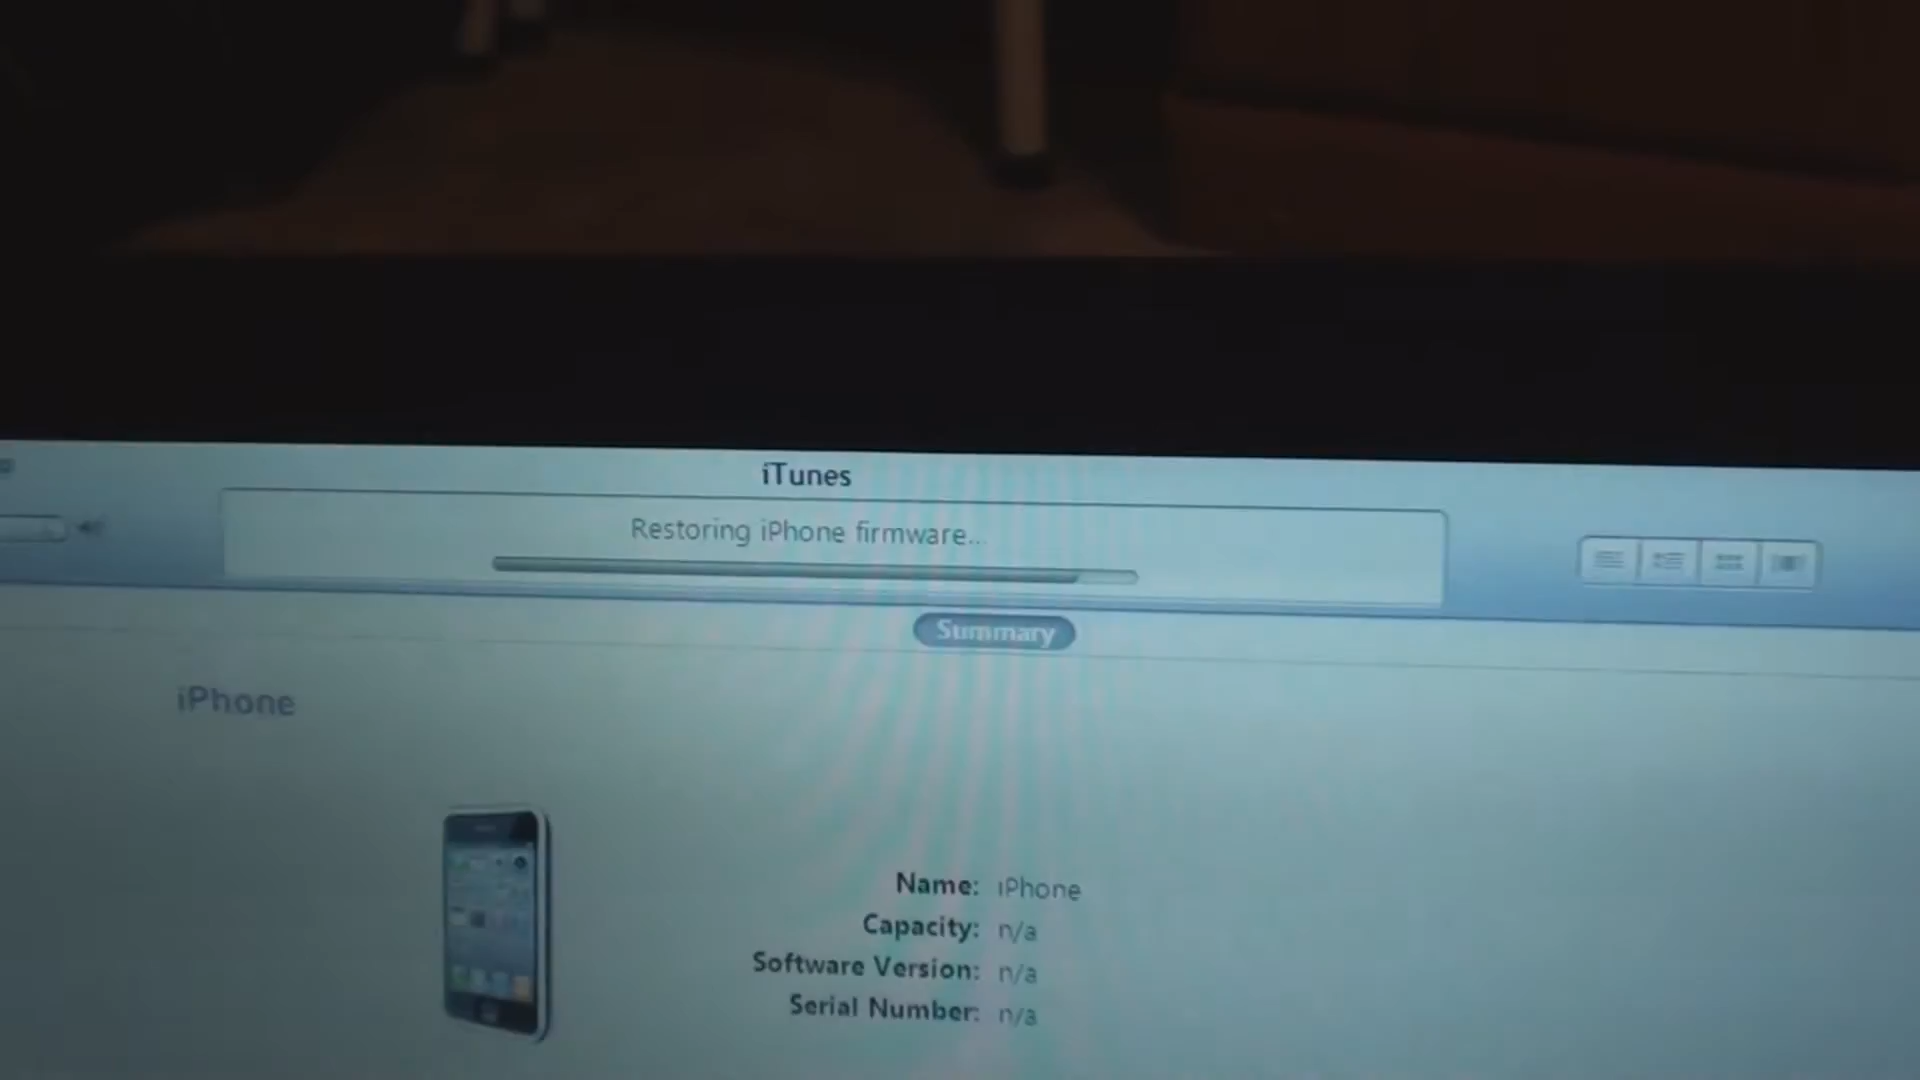 iTunes
Restoring iPhone firmware...
Summary
iPhone
Name: iPhone
Capacity: n/a
Software Version: n/a
Serial Number: n/a